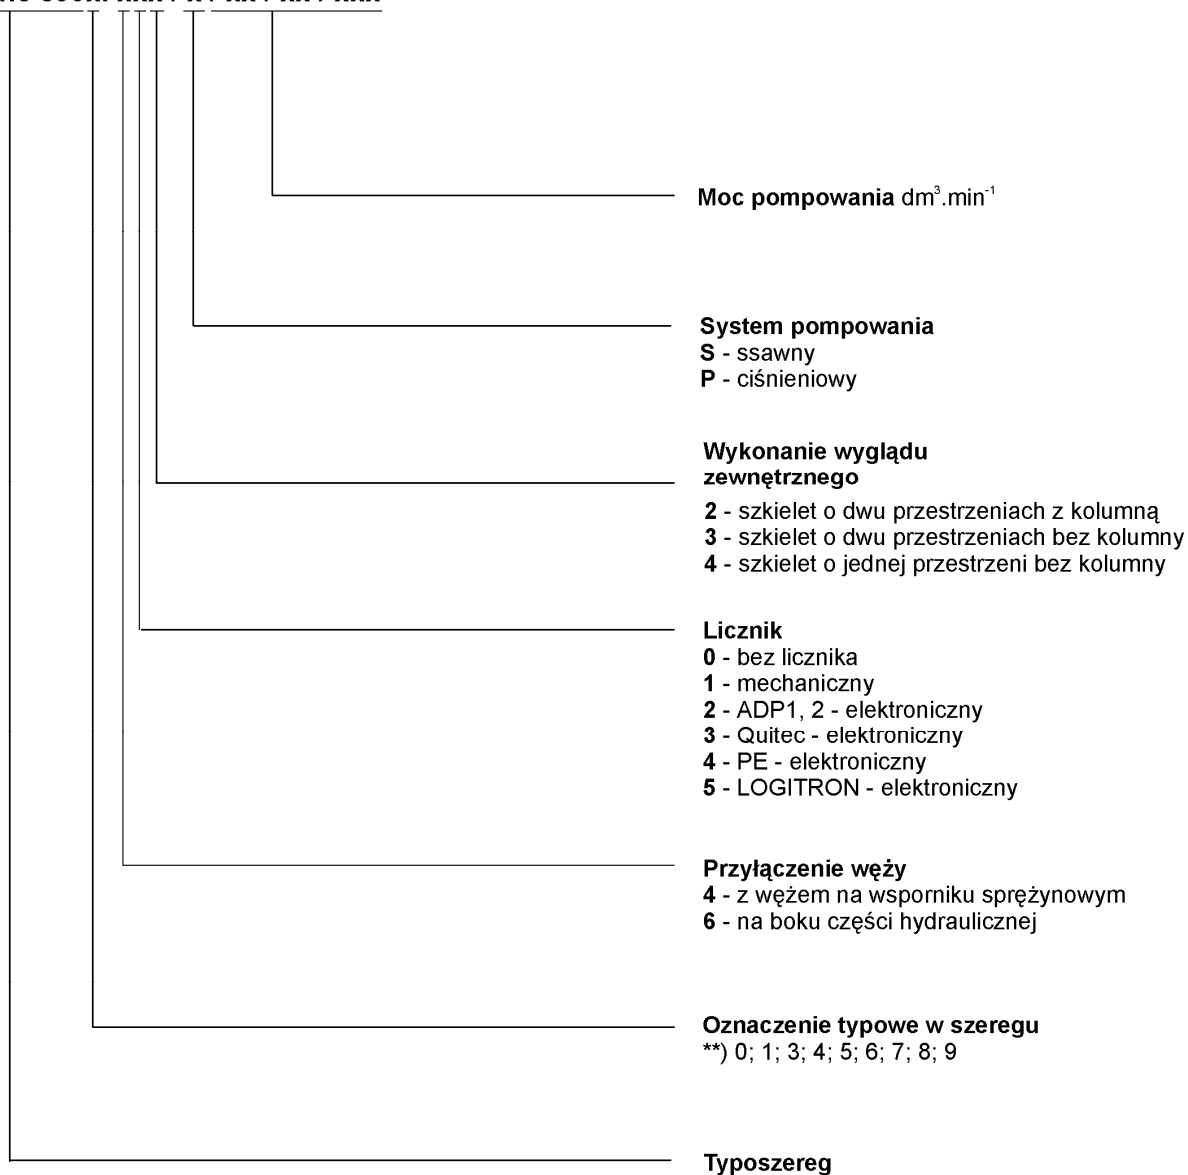 Moc pompowania dm³.min⁻¹
System pompowania
S - ssawny
P - ciśnieniowy
Wykonanie wyglądu
zewnętrznego
2 - szkielet o dwu przestrzeniach z kolumną
3 - szkielet o dwu przestrzeniach bez kolumny
4 - szkielet o jednej przestrzeni bez kolumny
Licznik
0 - bez licznika
1 - mechaniczny
2 - ADP1, 2 - elektroniczny
3 - Quitec - elektroniczny
4 - PE - elektroniczny
5 - LOGITRON - elektroniczny
Przyłączenie węży
4 - z wężem na wsporniku sprężynowym
6 - na boku części hydraulicznej
Oznaczenie typowe w szeregu
**) 0; 1; 3; 4; 5; 6; 7; 8; 9
Typoszereg